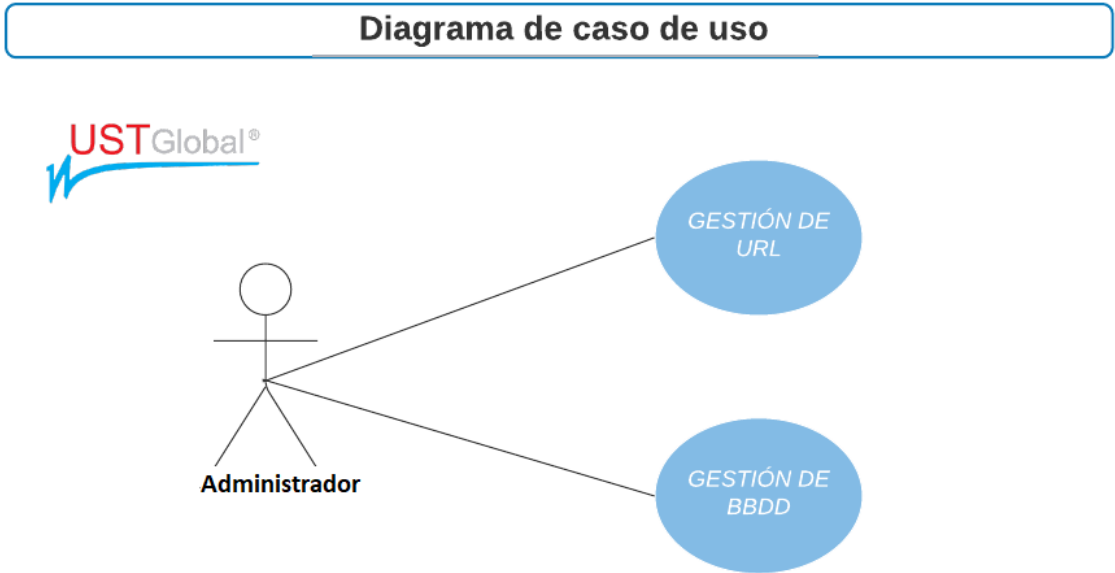 Diagrama de caso de uso
USTGlobal®
GESTIÓN DE
URL
Administrador
GESTIÓN DE
BBDD